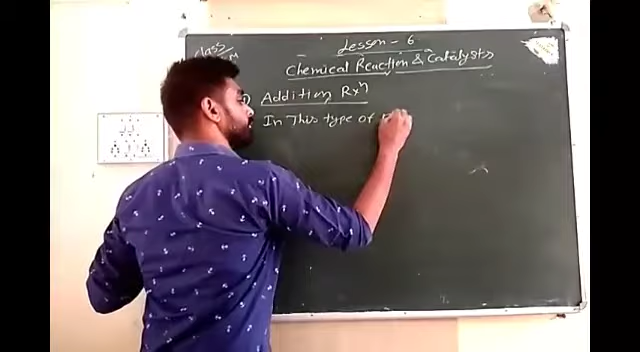 Class
Lesson - 6
Chemical Reaction & Catalysts
Addition Rxⁿ
In This type of